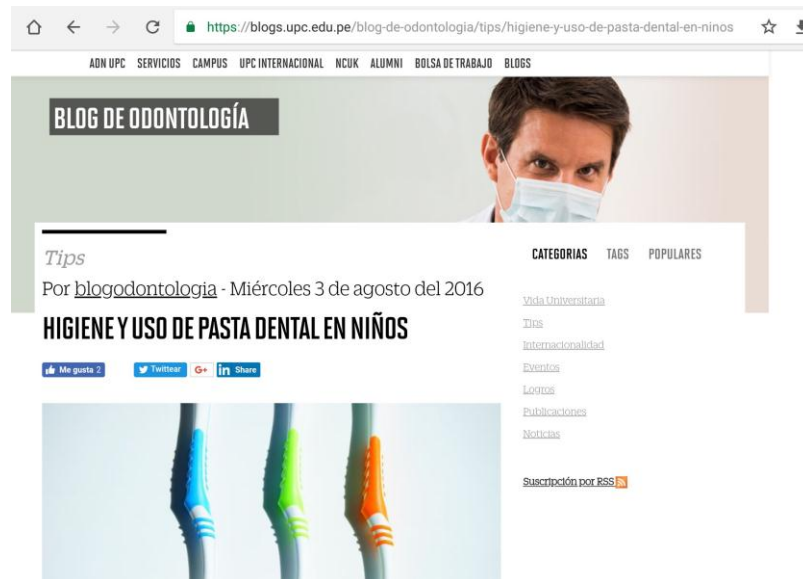 https://blogs.upc.edu.pe/blog-de-odontologia/tips/higiene-y-uso-de-pasta-dental-en-ninos
ADN UPC SERVICIOS CAMPUS UPC INTERNACIONAL NCUK ALUMNI BOLSA DE TRABAJO BLOGS
BLOG DE ODONTOLOGÍA
Tips
Por blogodontologia - Miércoles 3 de agosto del 2016
HIGIENE Y USO DE PASTA DENTAL EN NIÑOS
Me gusta 2 Twittear G+ in Share
CATEGORIAS TAGS POPULARES
Vida Universitaria
Tips
Internacionalidad
Eventos
Logros
Publicaciones
Noticias
Suscripción por RSS